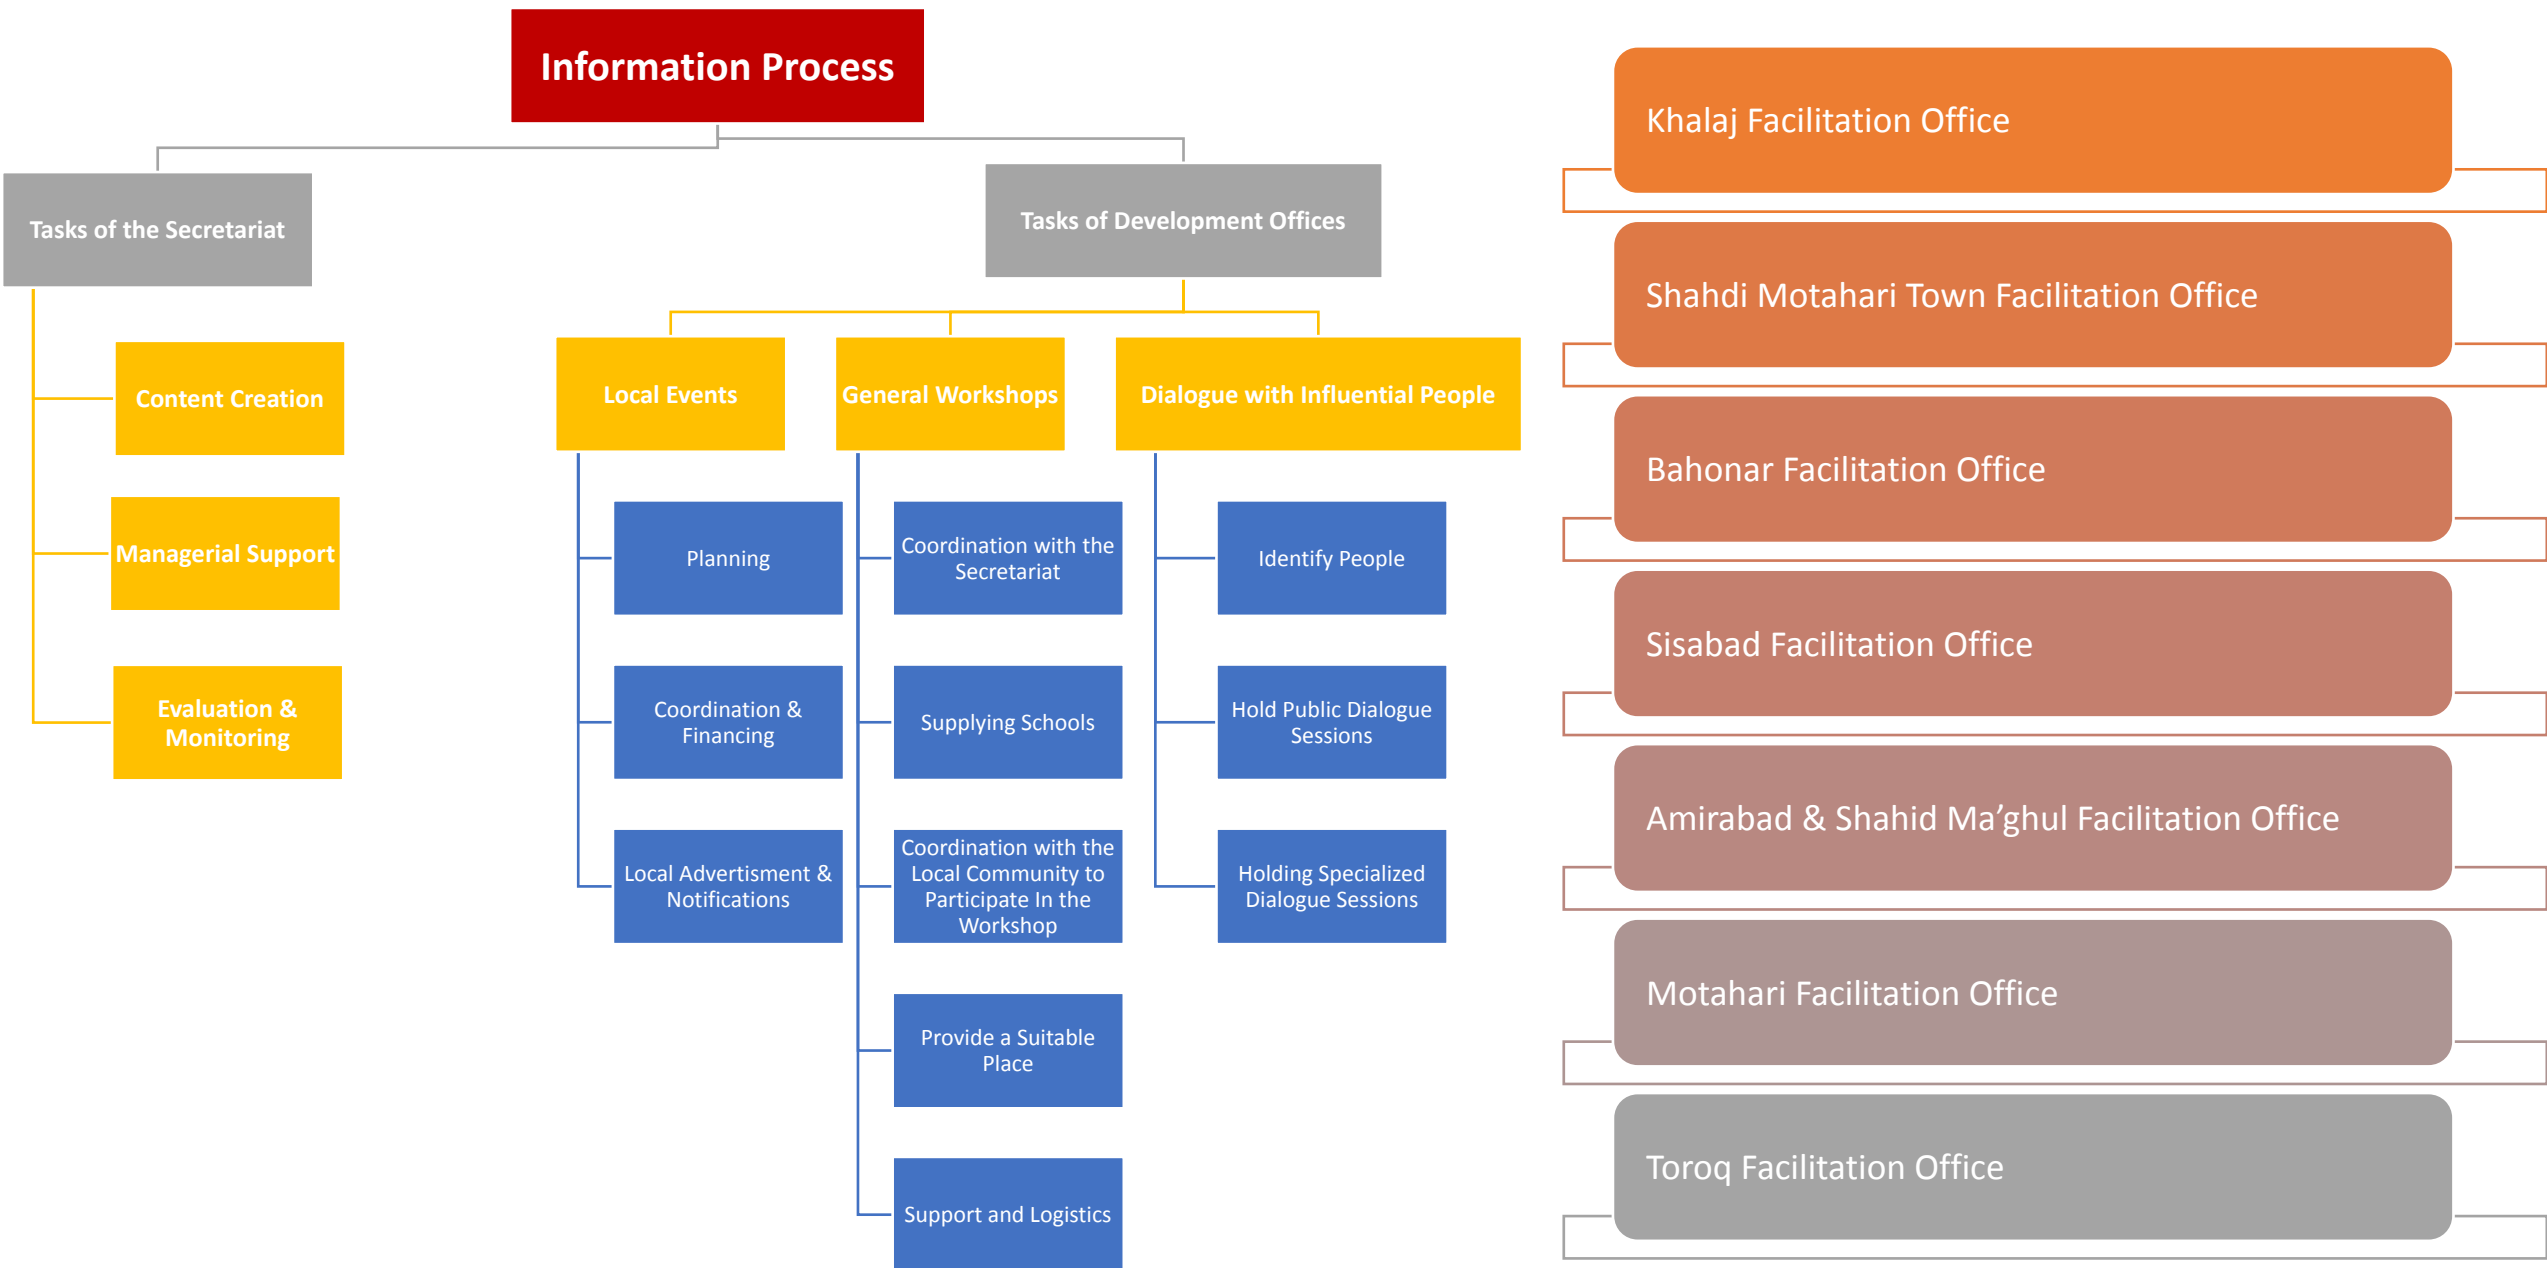 Information Process
Tasks of the Secretariat
Content Creation
Managerial Support
Evaluation &
Monitoring
Tasks of Development Offices
Local Events
Planning
Coordination &
Financing
Local Advertisment &
Notifications
General Workshops
Coordination with the
Secretariat
Supplying Schools
Coordination with the
Local Community to
Participate In the
Workshop
Provide a Suitable
Place
Support and Logistics
Dialogue with Influential People
Identify People
Hold Public Dialogue
Sessions
Holding Specialized
Dialogue Sessions
Khalaj Facilitation Office
Shahdi Motahari Town Facilitation Office
Bahonar Facilitation Office
Sisabad Facilitation Office
Amirabad & Shahid Ma’ghul Facilitation Office
Motahari Facilitation Office
Toroq Facilitation Office